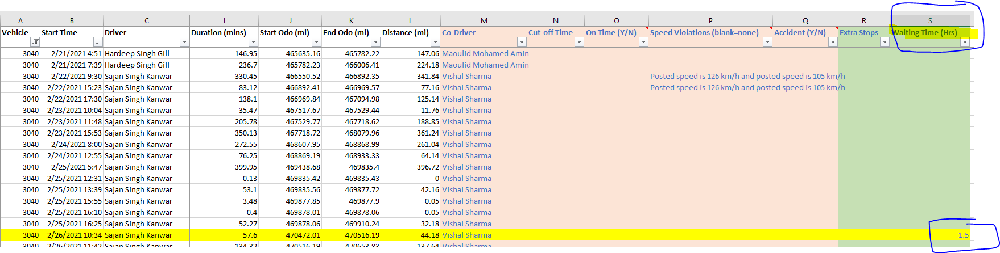 A B C I J K L M N O P Q R S
Vehicle Start Time Driver Duration (mins) Start Odo (mi) End Odo (mi) Distance (mi) Co-Driver Cut-off Time On Time (Y/N) Speed Violations (blank=none) Accident (Y/N) Extra Stops Waiting Time (Hrs)
3040 2/21/2021 4:51 Hardeep Singh Gill 146.95 465635.16 465782.22 147.06 Maoulid Mohamed Amin
3040 2/21/2021 7:39 Hardeep Singh Gill 236.7 465782.23 466006.41 224.18 Maoulid Mohamed Amin
3040 2/22/2021 9:30 Sajan Singh Kanwar 330.45 466550.52 466892.35 341.84 Vishal Sharma Posted speed is 126 km/h and posted speed is 105 km/h
3040 2/22/2021 15:23 Sajan Singh Kanwar 83.12 466892.41 466969.57 77.16 Vishal Sharma Posted speed is 126 km/h and posted speed is 105 km/h
3040 2/22/2021 17:30 Sajan Singh Kanwar 138.1 466969.84 467094.98 125.14 Vishal Sharma
3040 2/23/2021 10:04 Sajan Singh Kanwar 35.47 467517.67 467529.44 11.76 Vishal Sharma
3040 2/23/2021 11:48 Sajan Singh Kanwar 205.78 467529.77 467718.62 188.85 Vishal Sharma
3040 2/23/2021 15:53 Sajan Singh Kanwar 350.13 467718.72 468079.96 361.24 Vishal Sharma
3040 2/24/2021 8:00 Sajan Singh Kanwar 272.55 468607.95 468868.99 261.04 Vishal Sharma
3040 2/24/2021 12:55 Sajan Singh Kanwar 76.25 468869.19 468933.33 64.14 Vishal Sharma
3040 2/25/2021 5:47 Sajan Singh Kanwar 399.95 469438.68 469835.4 396.72 Vishal Sharma
3040 2/25/2021 12:31 Sajan Singh Kanwar 0.13 469835.42 469835.43 0 Vishal Sharma
3040 2/25/2021 13:39 Sajan Singh Kanwar 53.1 469835.56 469877.72 42.16 Vishal Sharma
3040 2/25/2021 15:55 Sajan Singh Kanwar 3.48 469877.85 469877.9 0.05 Vishal Sharma
3040 2/25/2021 16:10 Sajan Singh Kanwar 0.4 469878.01 469878.06 0.05 Vishal Sharma
3040 2/25/2021 16:25 Sajan Singh Kanwar 52.27 469878.06 469910.24 32.18 Vishal Sharma
3040 2/26/2021 10:34 Sajan Singh Kanwar 57.6 470472.01 470516.19 44.18 Vishal Sharma 1.5
3040 2/26/2021 11:42 Sajan Singh Kanwar 134.32 470516.19 470653.83 137.64 Vishal Sharma